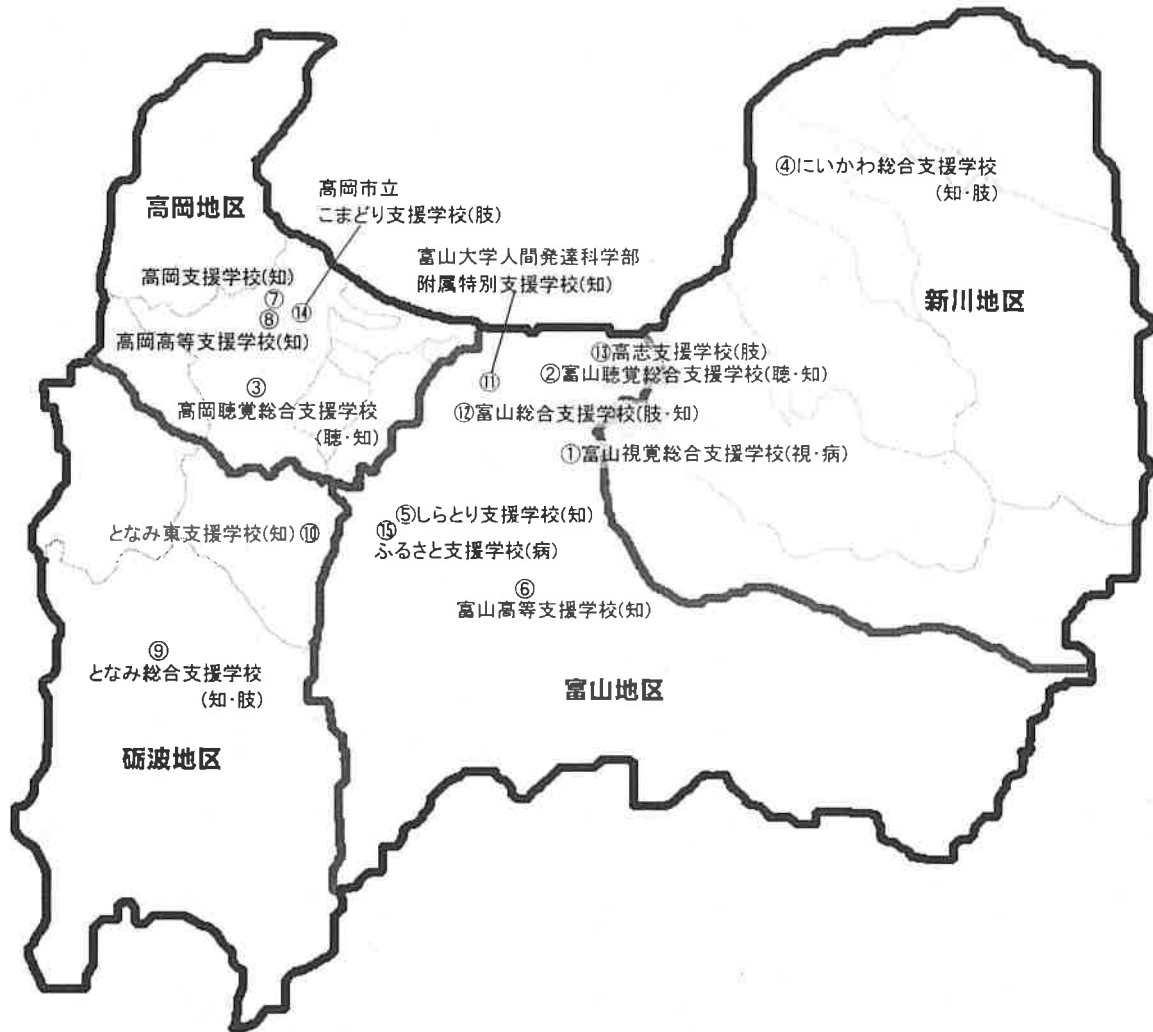 高岡地区
高岡市立
こまどり支援学校(肢)
⑭
高岡支援学校(知)
⑦
⑧
高岡高等支援学校(知)
③
高岡聴覚総合支援学校
(聴・知)
富山大学人間発達科学部
附属特別支援学校(知)
⑪
④にいかわ総合支援学校
(知・肢)
新川地区
⑬高志支援学校(肢)
②富山聴覚総合支援学校(聴・知)
⑫富山総合支援学校(肢・知)
①富山視覚総合支援学校(視・病)
⑤しらとり支援学校(知)
⑮
ふるさと支援学校(病)
⑥
富山高等支援学校(知)
富山地区
となみ東支援学校(知)⑩
⑨
となみ総合支援学校
(知・肢)
砺波地区